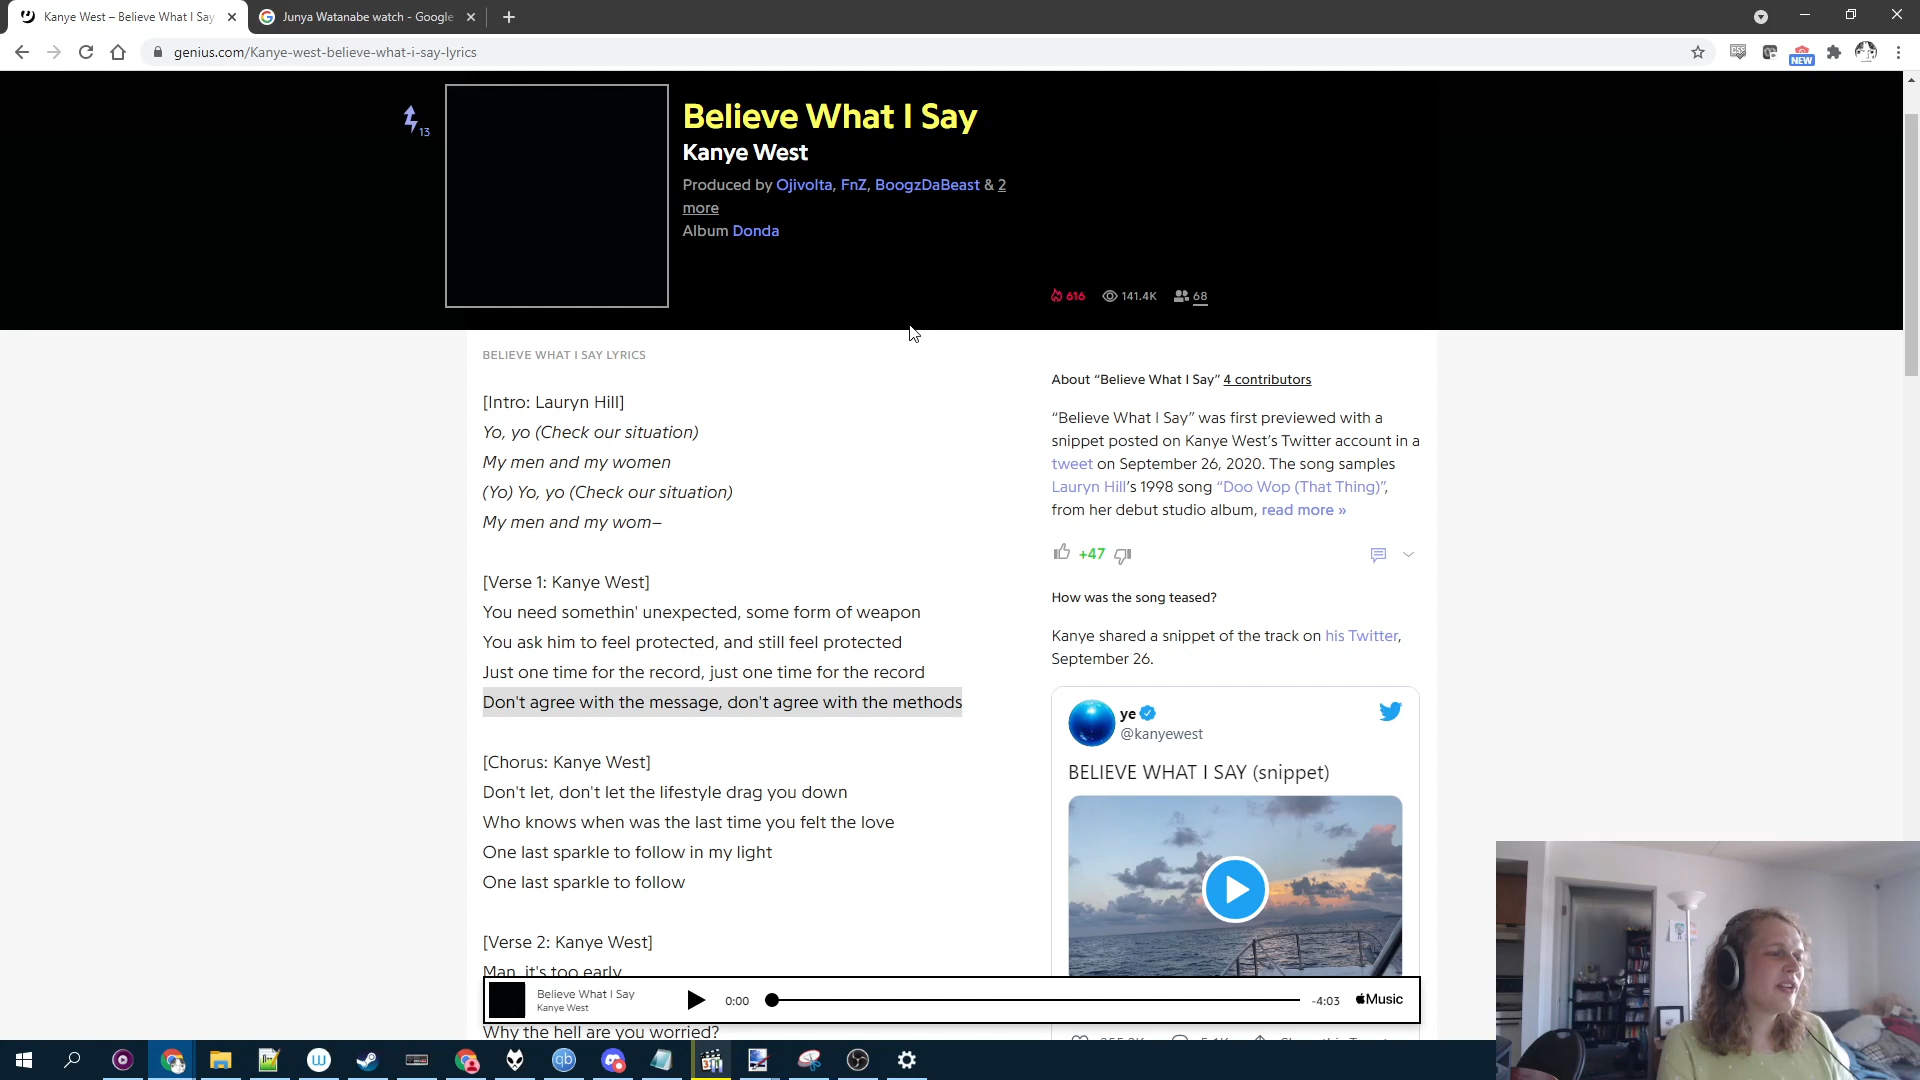 Kanye West – Believe What I Say
Junya Watanabe watch - Google
genius.com/Kanye-west-believe-what-i-say-lyrics
NEW
13
Believe What I Say
Kanye West
Produced by Ojivolta, FnZ, BoogzDaBeast & 2
more
Album Donda
616 141.4K 68
BELIEVE WHAT I SAY LYRICS
[Intro: Lauryn Hill]
Yo, yo (Check our situation)
My men and my women
(Yo) Yo, yo (Check our situation)
My men and my wom–
[Verse 1: Kanye West]
You need somethin' unexpected, some form of weapon
You ask him to feel protected, and still feel protected
Just one time for the record, just one time for the record
Don't agree with the message, don't agree with the methods
[Chorus: Kanye West]
Don't let, don't let the lifestyle drag you down
Who knows when was the last time you felt the love
One last sparkle to follow in my light
One last sparkle to follow
[Verse 2: Kanye West]
Man, it's too early
Why the hell are you worried?
About “Believe What I Say” 4 contributors
“Believe What I Say” was first previewed with a
snippet posted on Kanye West’s Twitter account in a
tweet on September 26, 2020. The song samples
Lauryn Hill’s 1998 song “Doo Wop (That Thing)”,
from her debut studio album, read more »
+47
How was the song teased?
Kanye shared a snippet of the track on his Twitter,
September 26.
ye
@kanyewest
BELIEVE WHAT I SAY (snippet)
Believe What I Say
Kanye West
0:00
-4:03
Music
qb